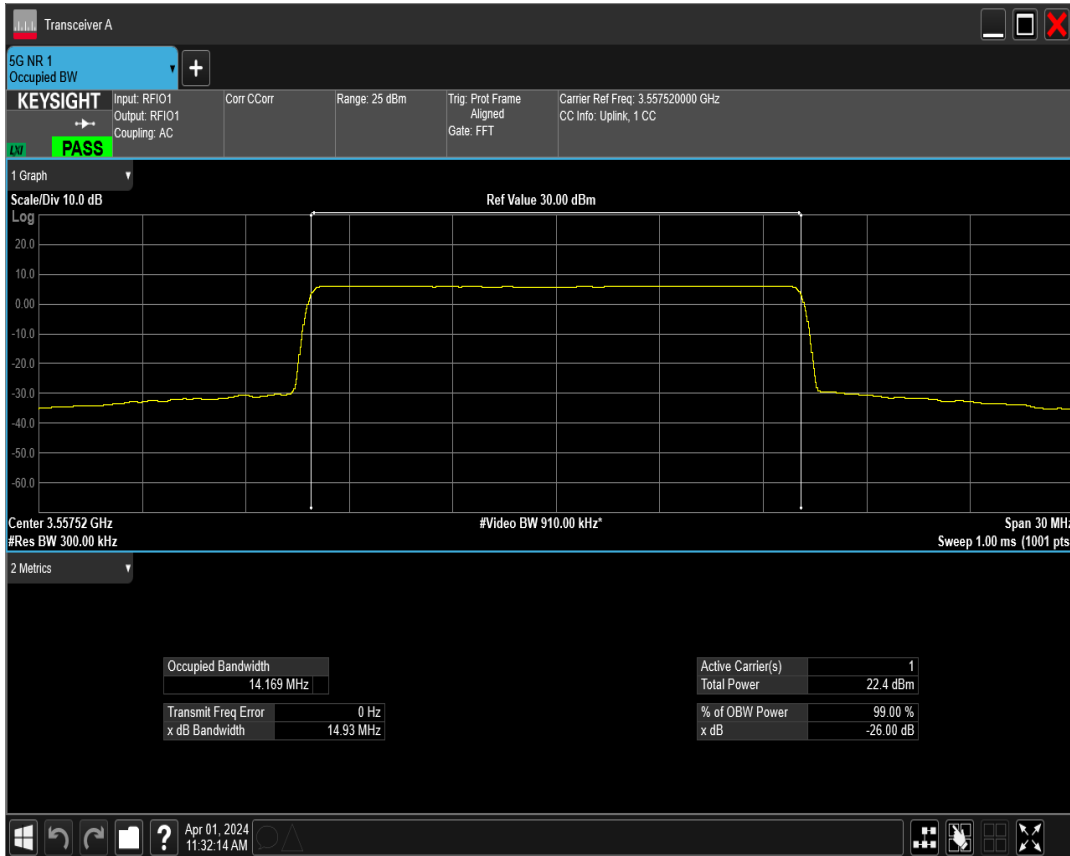 Transceiver A
5G NR 1
Occupied BW
KEYSIGHT
LXI
PASS
Input: RFIO1
Output: RFIO1
Coupling: AC
Corr CCorr
Range: 25 dBm
Trig: Prot Frame
Aligned
Gate: FFT
Carrier Ref Freq: 3.557520000 GHz
CC Info: Uplink, 1 CC
1 Graph
Scale/Div 10.0 dB
Ref Value 30.00 dBm
Log
20.0
10.0
0.00
-10.0
-20.0
-30.0
-40.0
-50.0
-60.0
Center 3.55752 GHz
#Video BW 910.00 kHz*
Span 30 MHz
#Res BW 300.00 kHz
Sweep 1.00 ms (1001 pts
2 Metrics
Occupied Bandwidth
14.169 MHz
Transmit Freq Error 0 Hz
x dB Bandwidth 14.93 MHz
Active Carrier(s) 1
Total Power 22.4 dBm
% of OBW Power 99.00 %
x dB -26.00 dB
?
Apr 01, 2024
11:32:14 AM